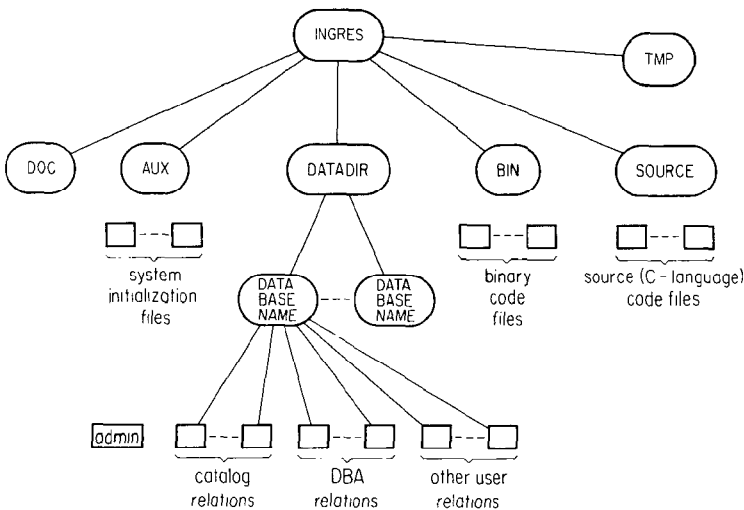 INGRES
TMP
DOC
AUX
DATADIR
BIN
SOURCE
system
initialization
files
DATA
BASE
NAME
DATA
BASE
NAME
binary
code
files
source (C-language)
code files
admin
catalog
relations
DBA
relations
other user
relations